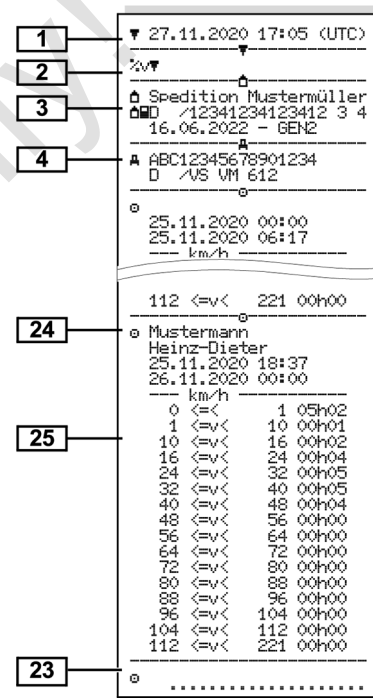 1 ▼ 27.11.2020 17:05 (UTC)
2 %v▼
Spedition Mustermüller
3 D /12341234123412 3 4
16.06.2022 - GEN2
4 A ABC12345678901234
D /VS VM 612
25.11.2020 00:00
25.11.2020 06:17
--- km/h ---
112 <=v< 221 00h00
24 Mustermann
Heinz-Dieter
25.11.2020 18:37
26.11.2020 00:00
--- km/h ---
0 <=< 1 05h02
25 1 <=v< 10 00h01
10 <=v< 16 00h02
16 <=v< 24 00h04
24 <=v< 32 00h05
32 <=v< 40 00h05
40 <=v< 48 00h04
48 <=v< 56 00h00
56 <=v< 64 00h00
64 <=v< 72 00h00
72 <=v< 80 00h00
80 <=v< 88 00h00
88 <=v< 96 00h00
96 <=v< 104 00h00
104 <=v< 112 00h00
112 <=v< 221 00h00
23 ....................